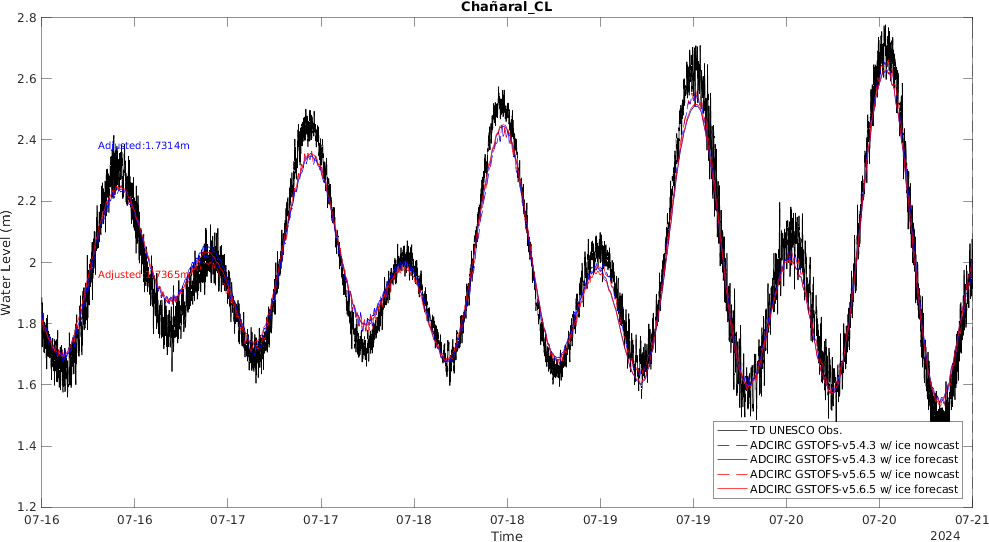 Chañaral_CL
2.8
2.6
2.4
2.2
2
1.8
1.6
1.4
1.2
Water Level (m)
Adjusted:1.7314m
Adjusted:1.7365m
TD UNESCO Obs.
ADCIRC GSTOFS-v5.4.3 w/ ice nowcast
ADCIRC GSTOFS-v5.4.3 w/ ice forecast
ADCIRC GSTOFS-v5.6.5 w/ ice nowcast
ADCIRC GSTOFS-v5.6.5 w/ ice forecast
07-16 07-16 07-17 07-17 07-18 07-18 07-19 07-19 07-20 07-20 07-21
Time
2024